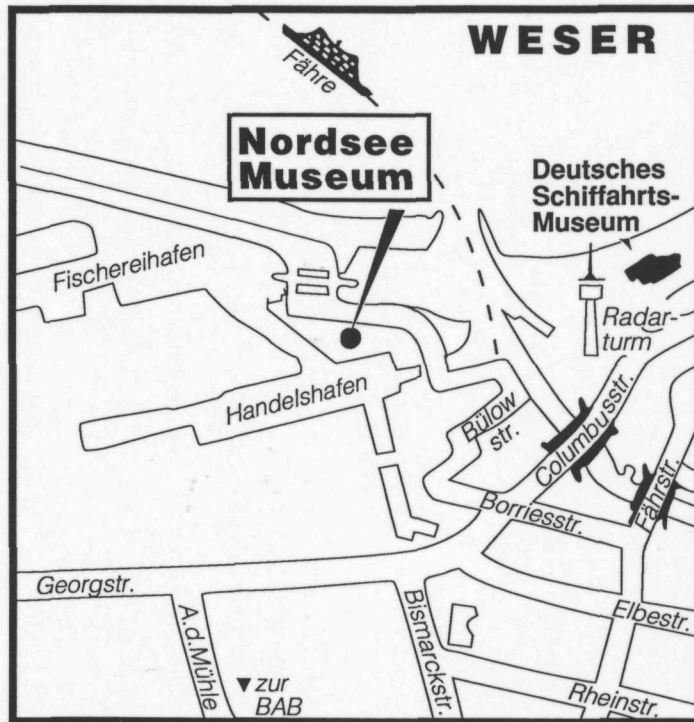 WESER
Fähre
Nordsee
Museum
Deutsches
Schiffahrts-
Museum
Fischereihafen
Radar-
turm
Handelshafen
Bülow
str.
Columbusstr.
Fährstr.
Borriesstr.
Georgstr.
A.d.Mühle
Bismarckstr.
Elbestr.
zur
BAB
Rheinstr.